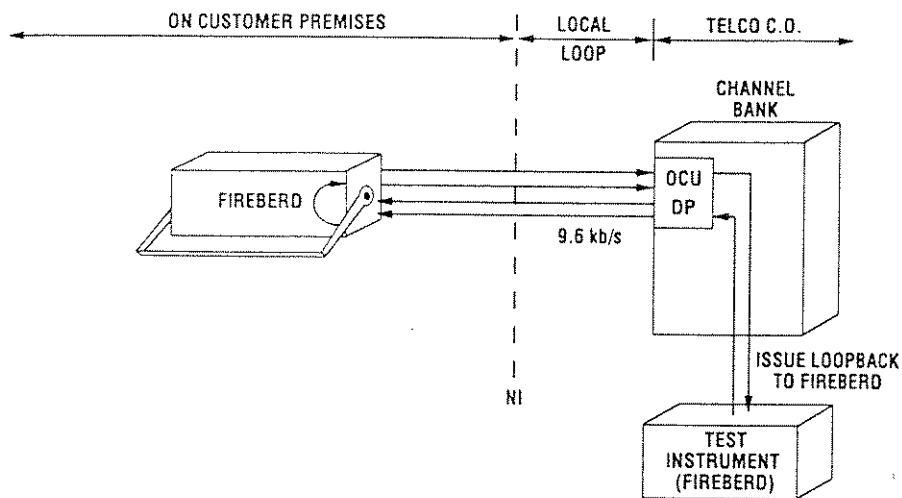 ON CUSTOMER PREMISES
LOCAL
LOOP
TELCO C.O.
CHANNEL
BANK
FIREBERD
OCU
DP
9.6 kb/s
ISSUE LOOPBACK
TO FIREBERD
NI
TEST
INSTRUMENT
(FIREBERD)